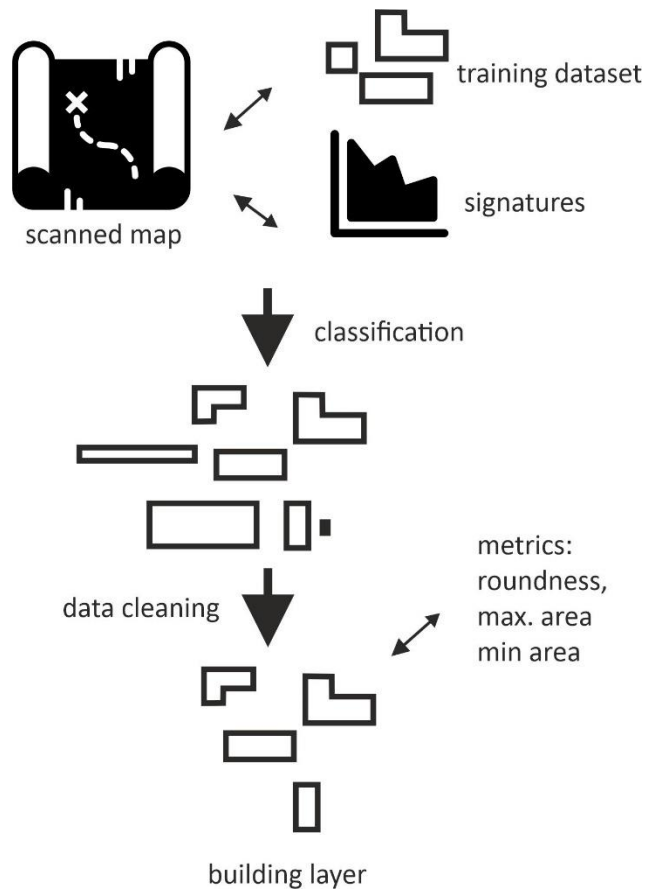 training dataset
signatures
scanned map
classification
metrics:
roundness,
max. area
min area
data cleaning
building layer